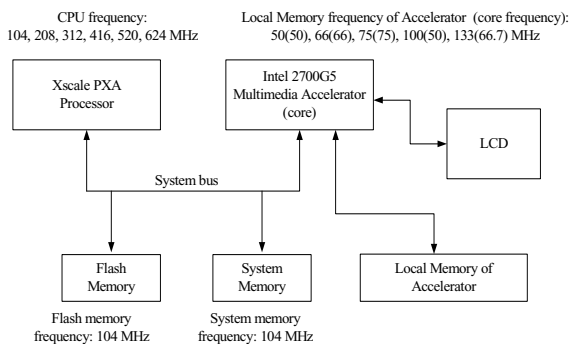 CPU frequency:
104, 208, 312, 416, 520, 624 MHz
Local Memory frequency of Accelerator (core frequency):
50(50), 66(66), 75(75), 100(50), 133(66.7) MHz
Xscale PXA
Processor
Intel 2700G5
Multimedia Accelerator
(core)
LCD
System bus
Flash
Memory
System
Memory
Local Memory of
Accelerator
Flash memory
frequency: 104 MHz
System memory
frequency: 104 MHz